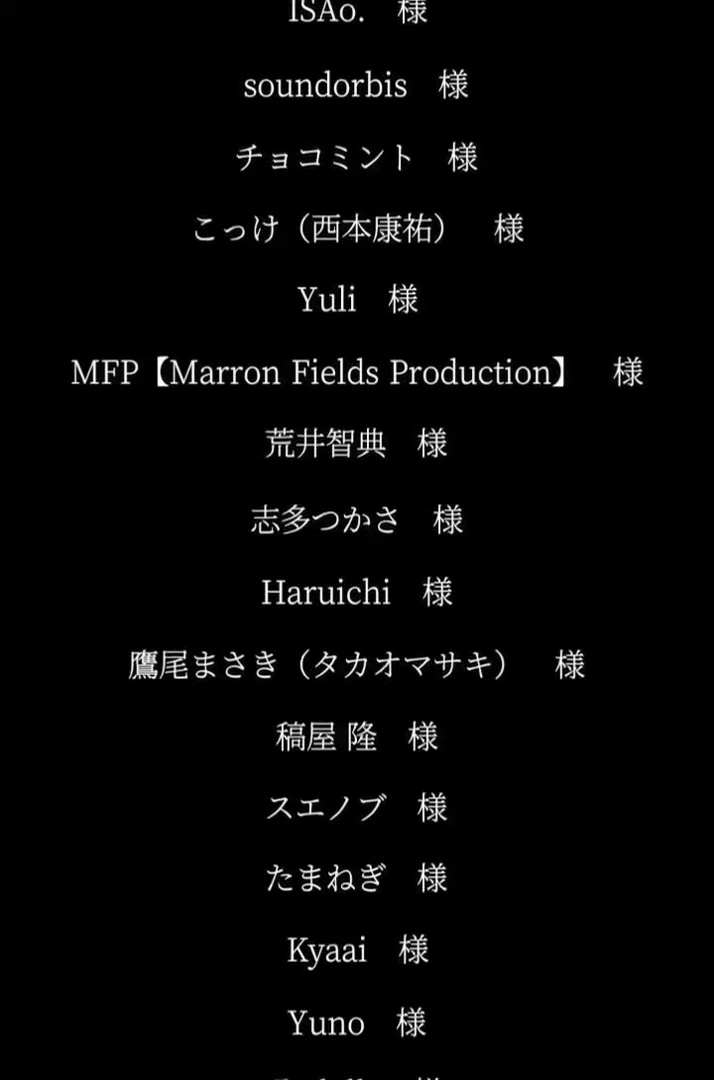 ISAo.　様
soundorbis　様
チョコミント　様
こっけ（西本康祐）　様
Yuli　様
MFP【Marron Fields Production】　様
荒井智典　様
志多つかさ　様
Haruichi　様
鷹尾まさき（タカオマサキ）　様
稿屋 隆　様
スエノブ　様
たまねぎ　様
Kyaai　様
Yuno　様